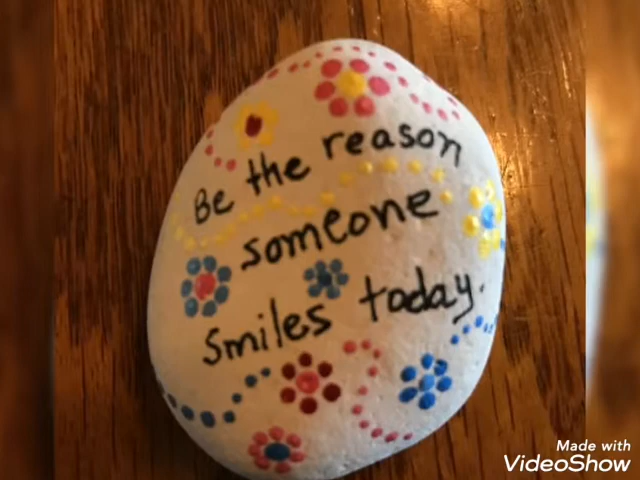 Be the reason
someone
smiles today.
Made with
VideoShow